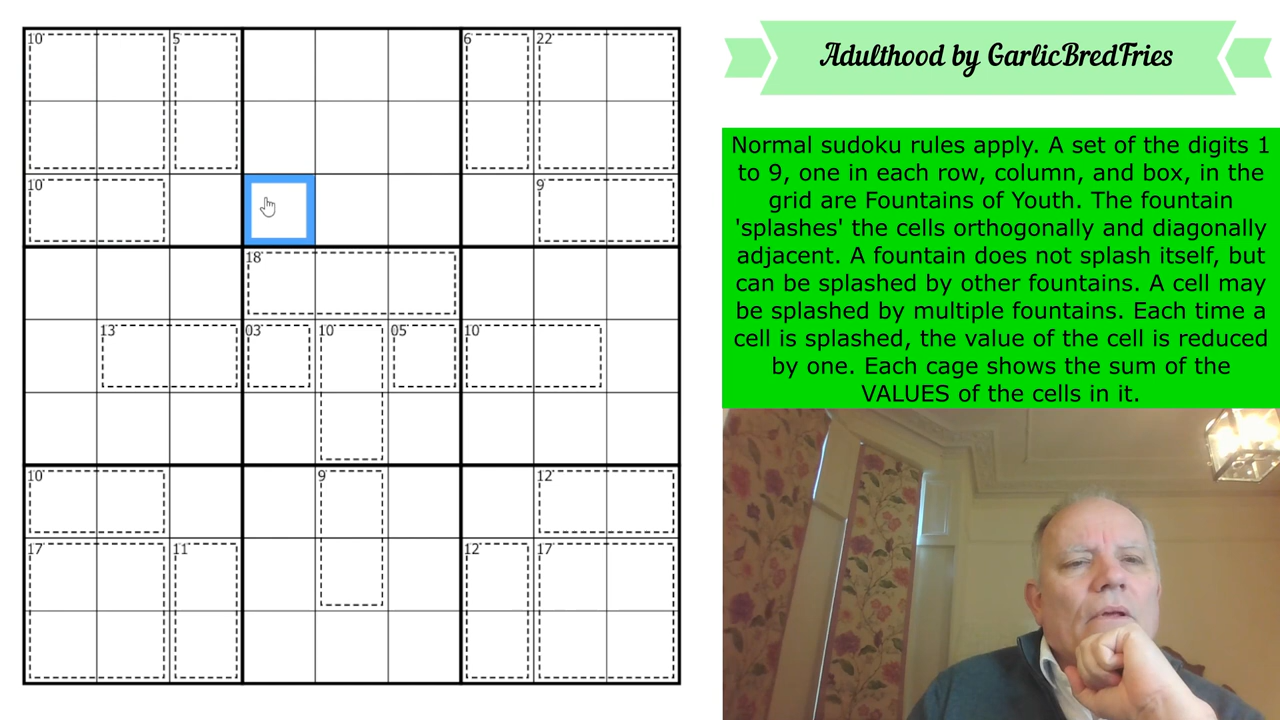 Adulthood by GarlicBredFries
Normal sudoku rules apply. A set of the digits 1
to 9, one in each row, column, and box, in the
grid are Fountains of Youth. The fountain
'splashes' the cells orthogonally and diagonally
adjacent. A fountain does not splash itself, but
can be splashed by other fountains. A cell may
be splashed by multiple fountains. Each time a
cell is splashed, the value of the cell is reduced
by one. Each cage shows the sum of the
VALUES of the cells in it.
10 5 6 22
10 9
18
13 03 10 05 10
10 9 12
17 11 12 17